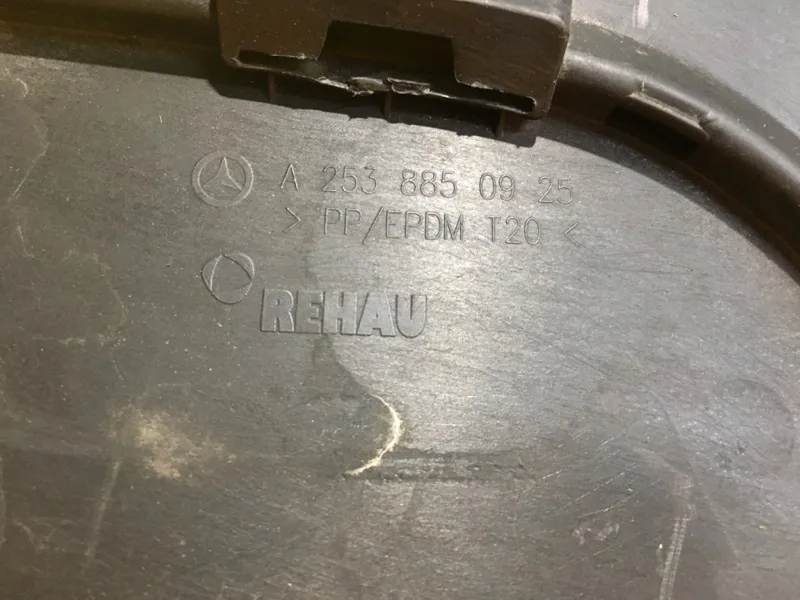 A 253 885 09 25
> PP/EPDM T20 <
REHAU